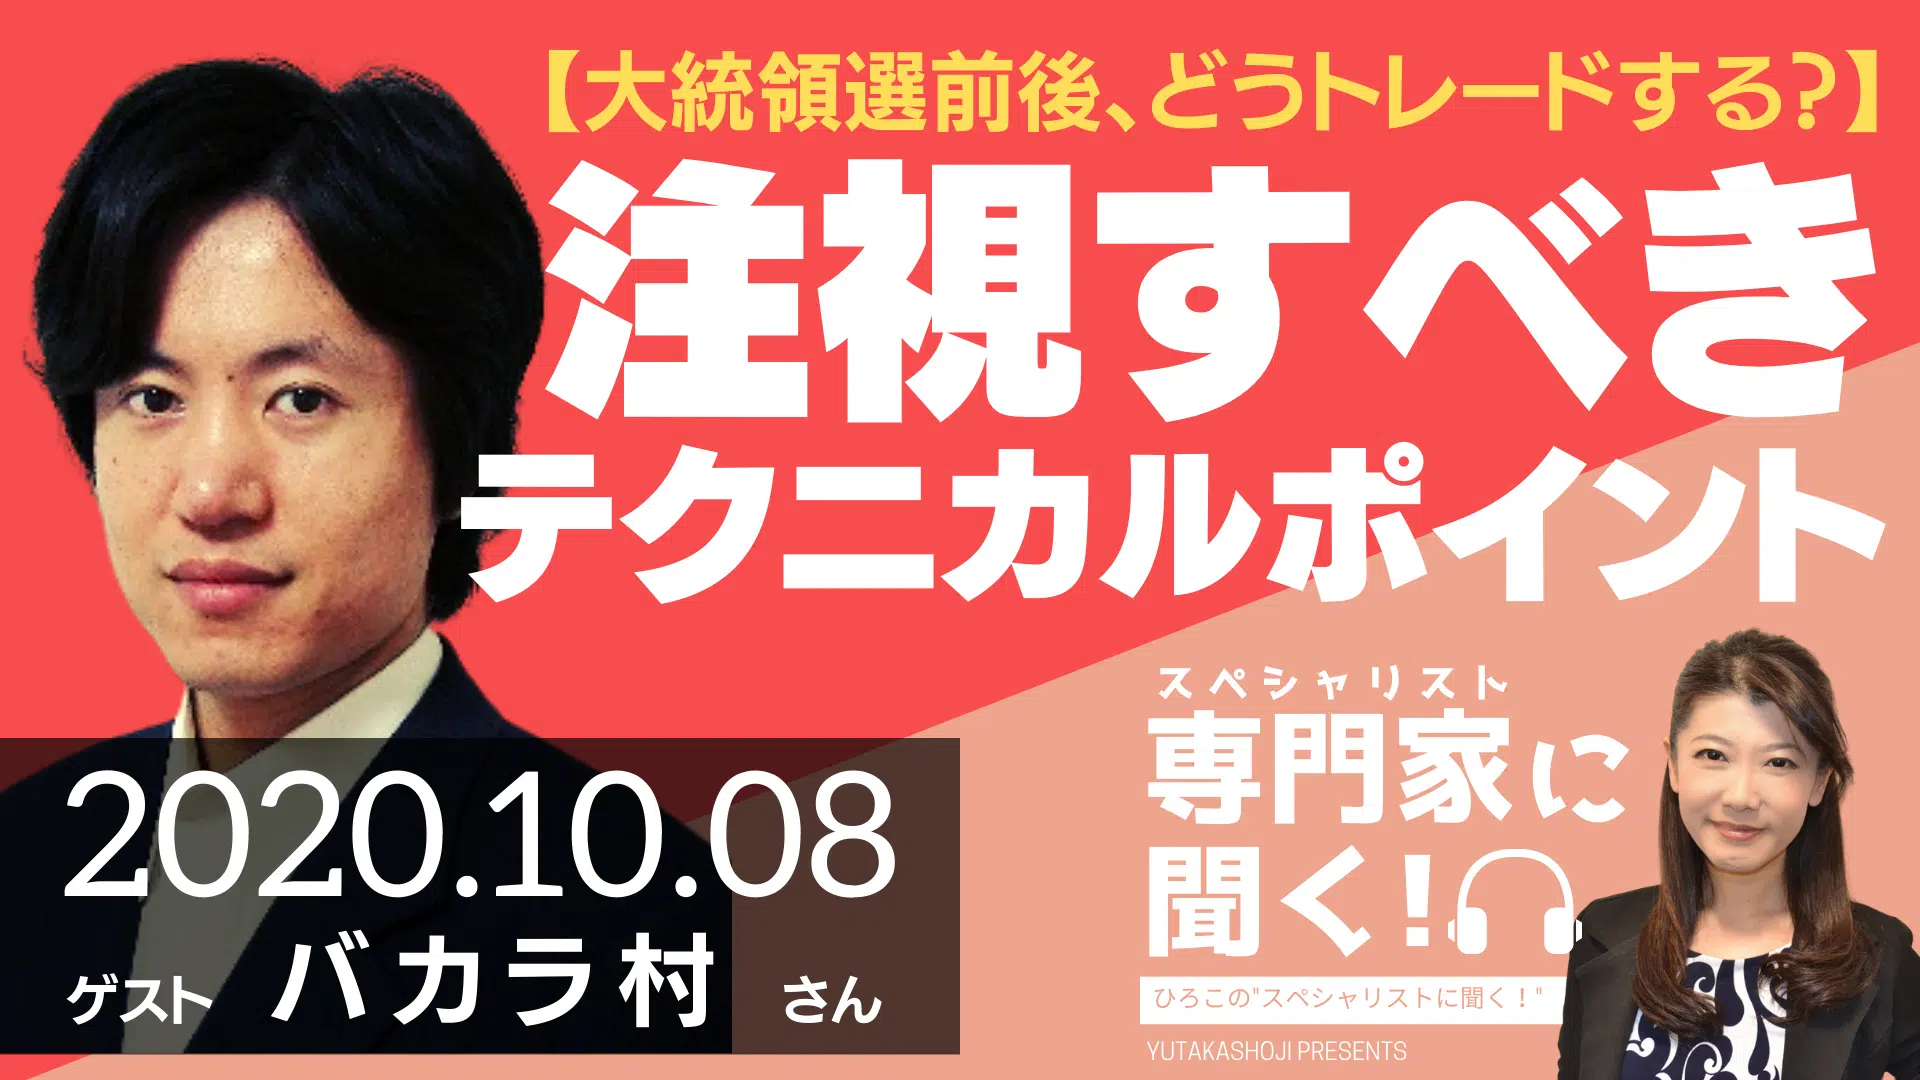 【大統領選前後、どうトレードする?】
注視すべき
テクニカルポイント
スペシャリスト
専門家に
聞く!
ひろこの"スペシャリストに聞く！"
YUTAKASHOJI PRESENTS
2020.10.08
ゲスト バカラ村 さん